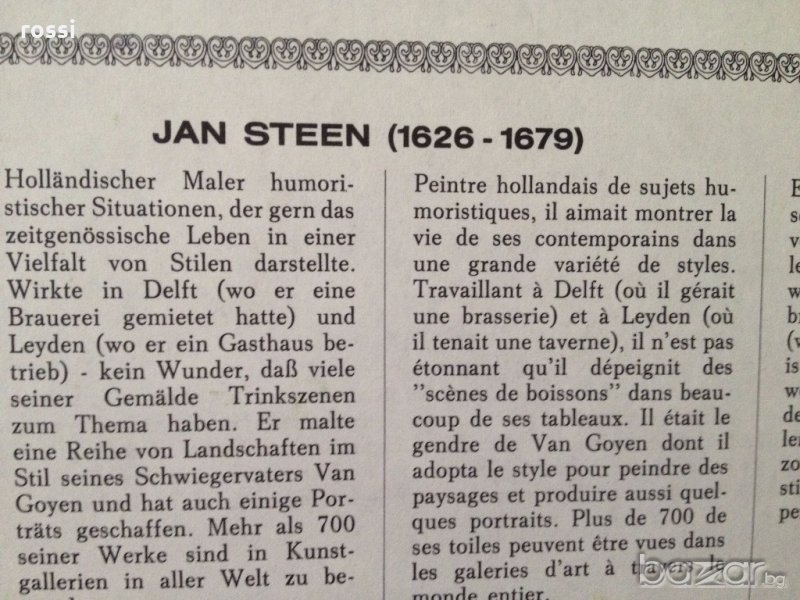 rossi
JAN STEEN (1626 - 1679)
Holländischer Maler humori-
stischer Situationen, der gern das
zeitgenössische Leben in einer
Vielfalt von Stilen darstellte.
Wirkte in Delft (wo er eine
Brauerei gemietet hatte) und
Leyden (wo er ein Gasthaus be-
trieb) - kein Wunder, daß viele
seiner Gemälde Trinkszenen
zum Thema haben. Er malte
eine Reihe von Landschaften im
Stil seines Schwiegervaters Van
Goyen und hat auch einige Por-
träts geschaffen. Mehr als 700
seiner Werke sind in Kunst-
gallerien in aller Welt zu be-
Peintre hollandais de sujets hu-
moristiques, il aimait montrer la
vie de ses contemporains dans
une grande variété de styles.
Travaillant à Delft (où il gérait
une brasserie) et à Leyden (où
il tenait une taverne), il n'est pas
étonnant qu'il dépeignit des
"scènes de boissons" dans beau-
coup de ses tableaux. Il était le
gendre de Van Goyen dont il
adopta le style pour peindre des
paysages et produire aussi quel-
ques portraits. Plus de 700 de
ses toiles peuvent être vues dans
les galeries d'art à travers le
monde entier.
bazar.bg